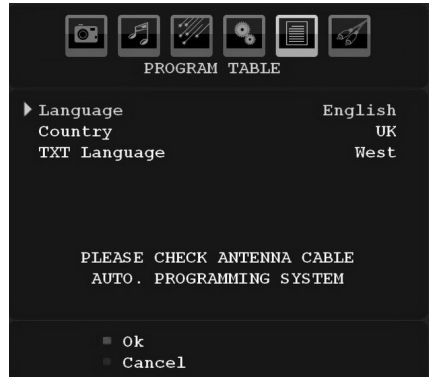 PROGRAM TABLE
Language English
Country UK
TXT Language West
PLEASE CHECK ANTENNA CABLE
AUTO. PROGRAMMING SYSTEM
Ok
Cancel